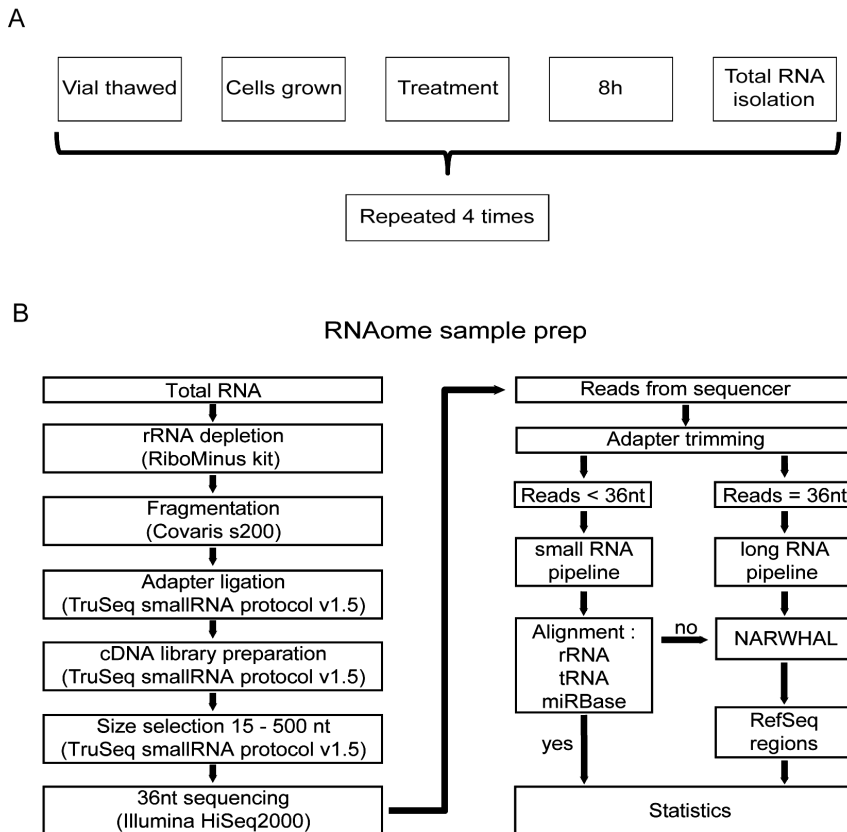 A
Vial thawed
Cells grown
Treatment
8h
Total RNA
isolation
Repeated 4 times
B
RNAome sample prep
Total RNA
rRNA depletion
(RiboMinus kit)
Fragmentation
(Covaris s200)
Adapter ligation
(TruSeq smallRNA protocol v1.5)
cDNA library preparation
(TruSeq smallRNA protocol v1.5)
Size selection 15 - 500 nt
(TruSeq smallRNA protocol v1.5)
36nt sequencing
(Illumina HiSeq2000)
Reads from sequencer
Adapter trimming
Reads < 36nt
Reads = 36nt
small RNA
pipeline
long RNA
pipeline
Alignment :
rRNA
tRNA
miRBase
no
NARWHAL
yes
RefSeq
regions
Statistics